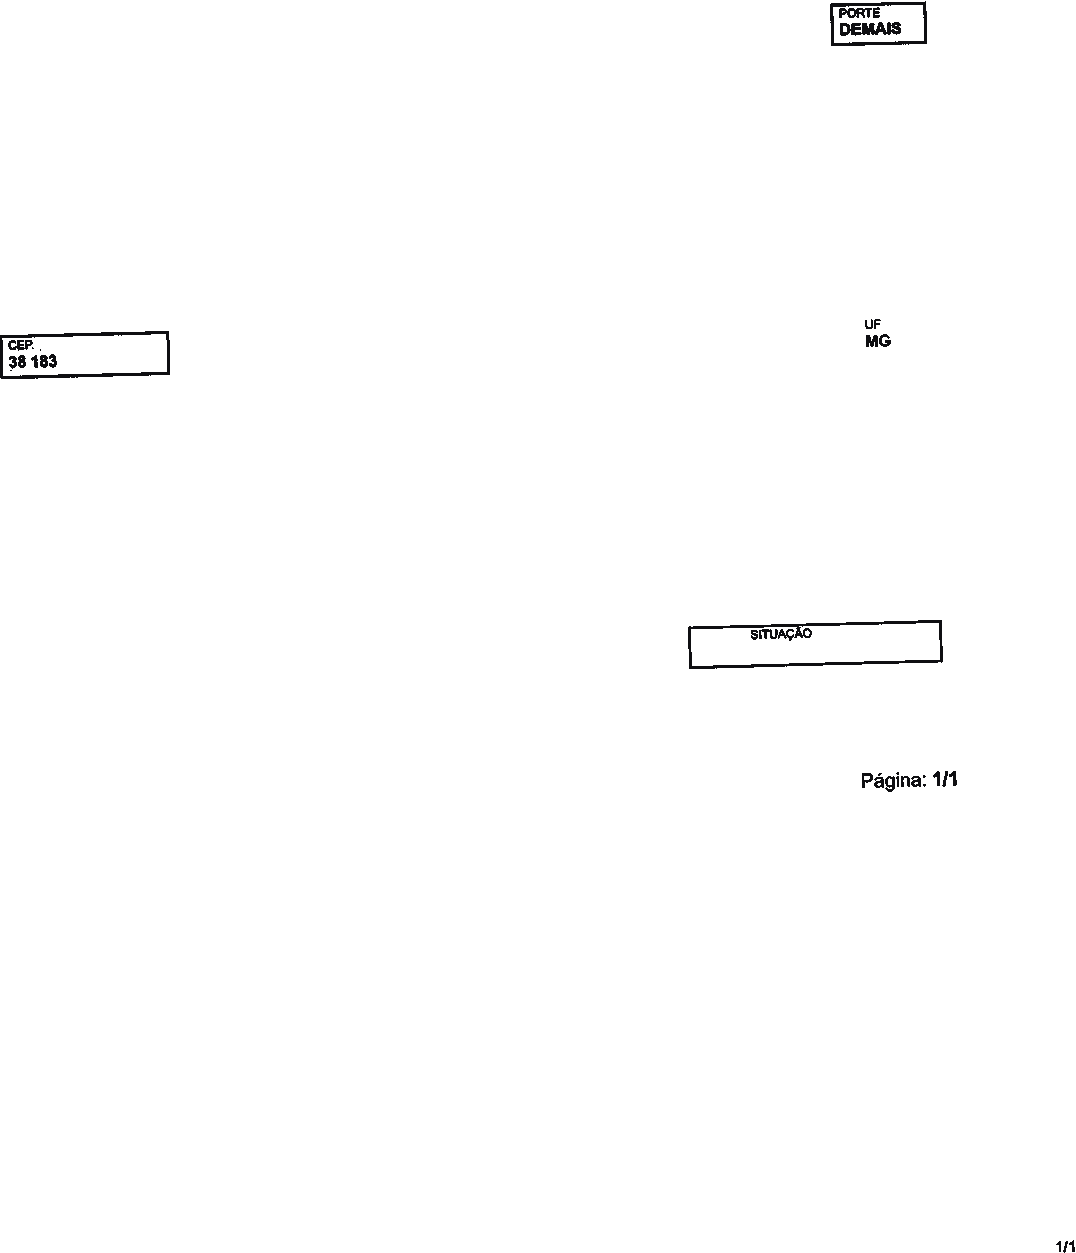 PORTE
DEMAIS
UF
MG
CEP.
38 183
SITUAÇÃO
Página: 1/1
1/1